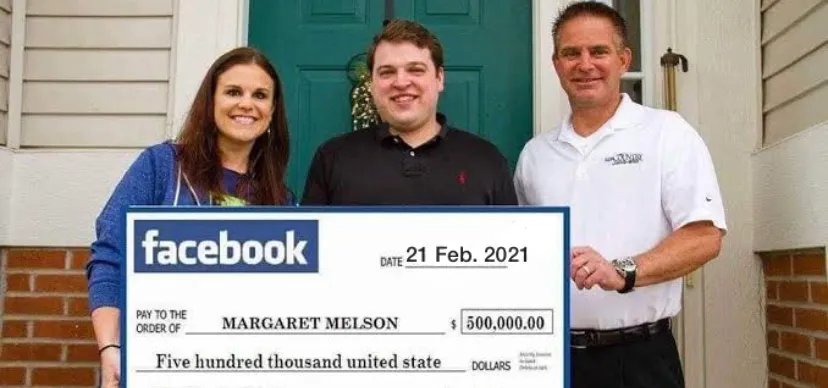 facebook
DATE 21 Feb. 2021
PAY TO THE
ORDER OF MARGARET MELSON $ 500,000.00
Five hundred thousand united state DOLLARS